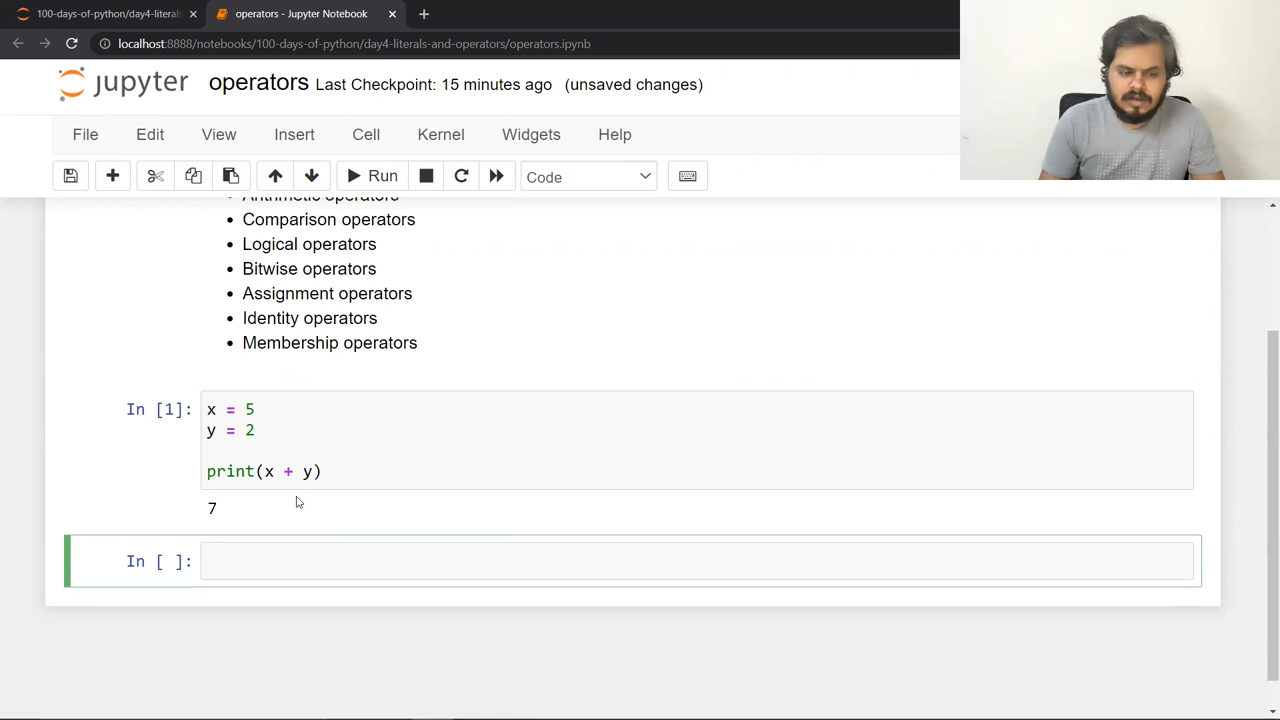 100-days-of-python/day4-literals
operators - Jupyter Notebook
localhost:8888/notebooks/100-days-of-python/day4-literals-and-operators/operators.ipynb
jupyter operators Last Checkpoint: 15 minutes ago (unsaved changes)
File Edit View Insert Cell Kernel Widgets Help
Run Code
Arithmetic operators
Comparison operators
Logical operators
Bitwise operators
Assignment operators
Identity operators
Membership operators
In [1]: x = 5
y = 2
print(x + y)
7
In [ ]: